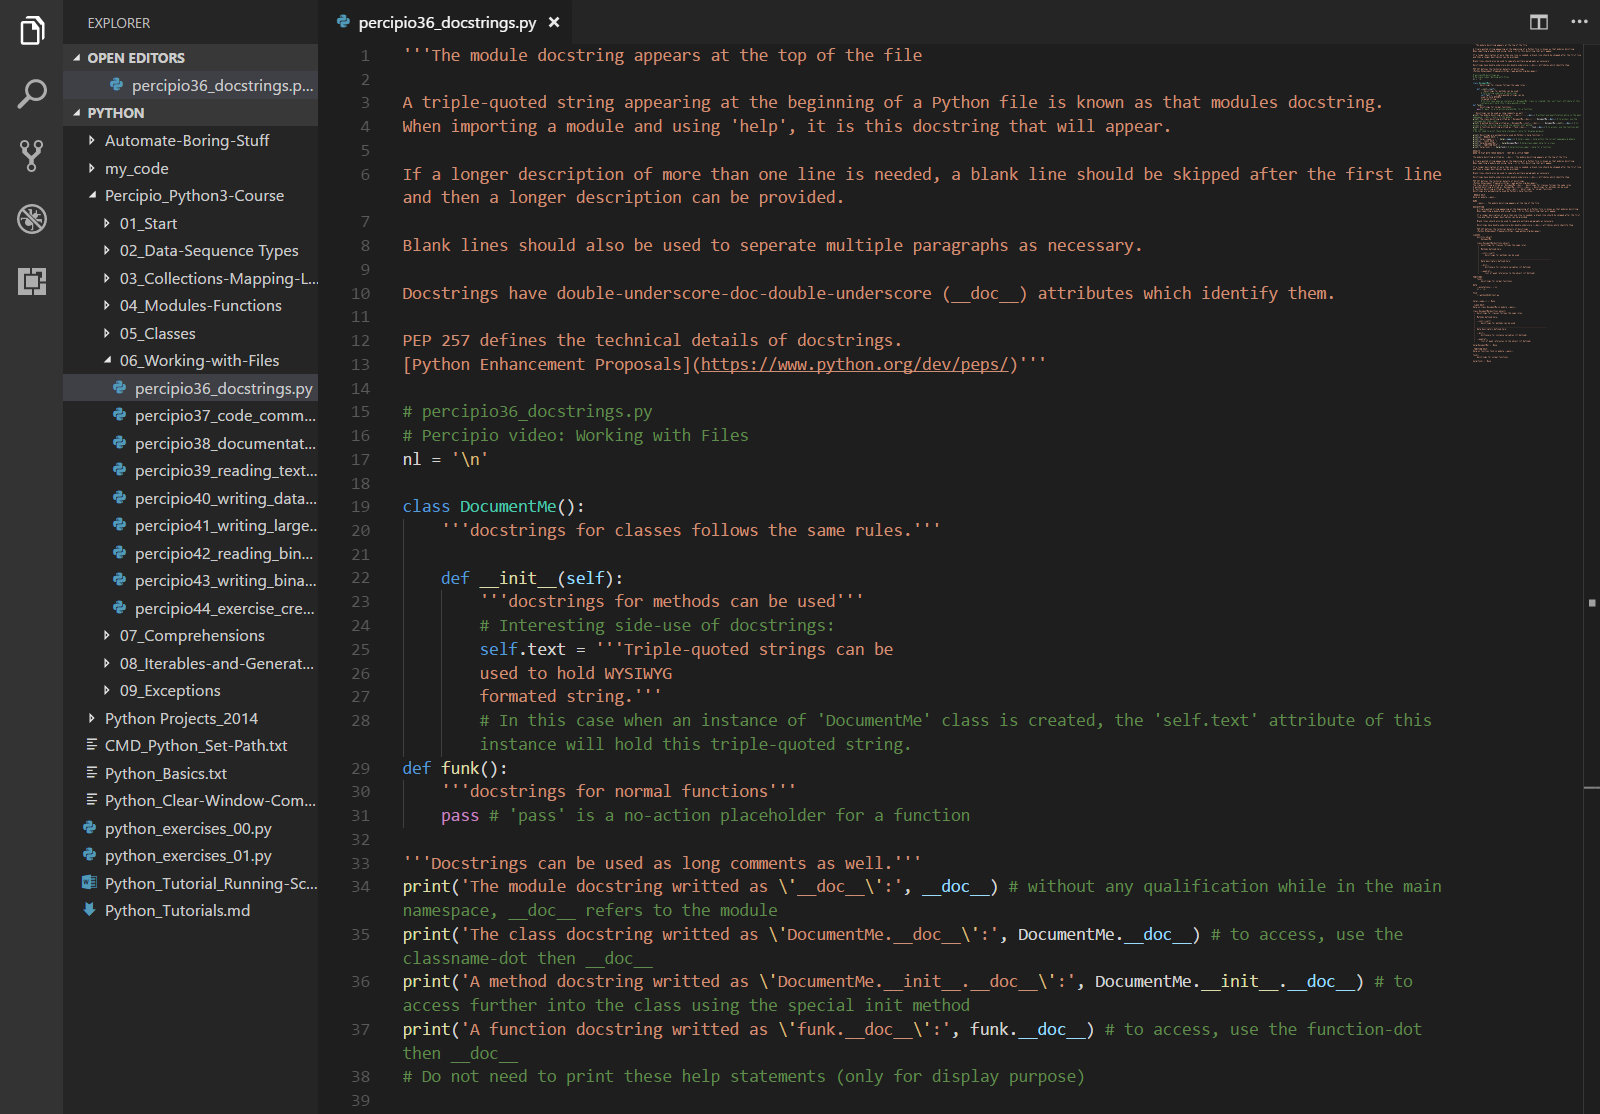 EXPLORER
OPEN EDITORS
percipio36_docstrings.p...
PYTHON
Automate-Boring-Stuff
my_code
Percipio_Python3-Course
01_Start
02_Data-Sequence Types
03_Collections-Mapping-L...
04_Modules-Functions
05_Classes
06_Working-with-Files
percipio36_docstrings.py
percipio37_code_comm...
percipio38_documentat...
percipio39_reading_text...
percipio40_writing_data...
percipio41_writing_large...
percipio42_reading_bin...
percipio43_writing_bina...
percipio44_exercise_cre...
07_Comprehensions
08_Iterables-and-Generat...
09_Exceptions
Python Projects_2014
CMD_Python_Set-Path.txt
Python_Basics.txt
Python_Clear-Window-Com...
python_exercises_00.py
python_exercises_01.py
Python_Tutorial_Running-Sc...
Python_Tutorials.md
percipio36_docstrings.py
1 '''The module docstring appears at the top of the file
2
3 A triple-quoted string appearing at the beginning of a Python file is known as that modules docstring.
4 When importing a module and using 'help', it is this docstring that will appear.
5
6 If a longer description of more than one line is needed, a blank line should be skipped after the first line
and then a longer description can be provided.
7
8 Blank lines should also be used to seperate multiple paragraphs as necessary.
9
10 Docstrings have double-underscore-doc-double-underscore (__doc__) attributes which identify them.
11
12 PEP 257 defines the technical details of docstrings.
13 [Python Enhancement Proposals](https://www.python.org/dev/peps/)'''
14
15 # percipio36_docstrings.py
16 # Percipio video: Working with Files
17 nl = '\n'
18
19 class DocumentMe():
20 '''docstrings for classes follows the same rules.'''
21
22 def __init__(self):
23 '''docstrings for methods can be used'''
24 # Interesting side-use of docstrings:
25 self.text = '''Triple-quoted strings can be
26 used to hold WYSIWYG
27 formated string.'''
28 # In this case when an instance of 'DocumentMe' class is created, the 'self.text' attribute of this
instance will hold this triple-quoted string.
29 def funk():
30 '''docstrings for normal functions'''
31 pass # 'pass' is a no-action placeholder for a function
32
33 '''Docstrings can be used as long comments as well.'''
34 print('The module docstring writted as \'__doc__\':', __doc__) # without any qualification while in the main
namespace, __doc__ refers to the module
35 print('The class docstring writted as \'DocumentMe.__doc__\':', DocumentMe.__doc__) # to access, use the
classname-dot then __doc__
36 print('A method docstring writted as \'DocumentMe.__init__.__doc__\':', DocumentMe.__init__.__doc__) # to
access further into the class using the special init method
37 print('A function docstring writted as \'funk.__doc__\':', funk.__doc__) # to access, use the function-dot
then __doc__
38 # Do not need to print these help statements (only for display purpose)
39